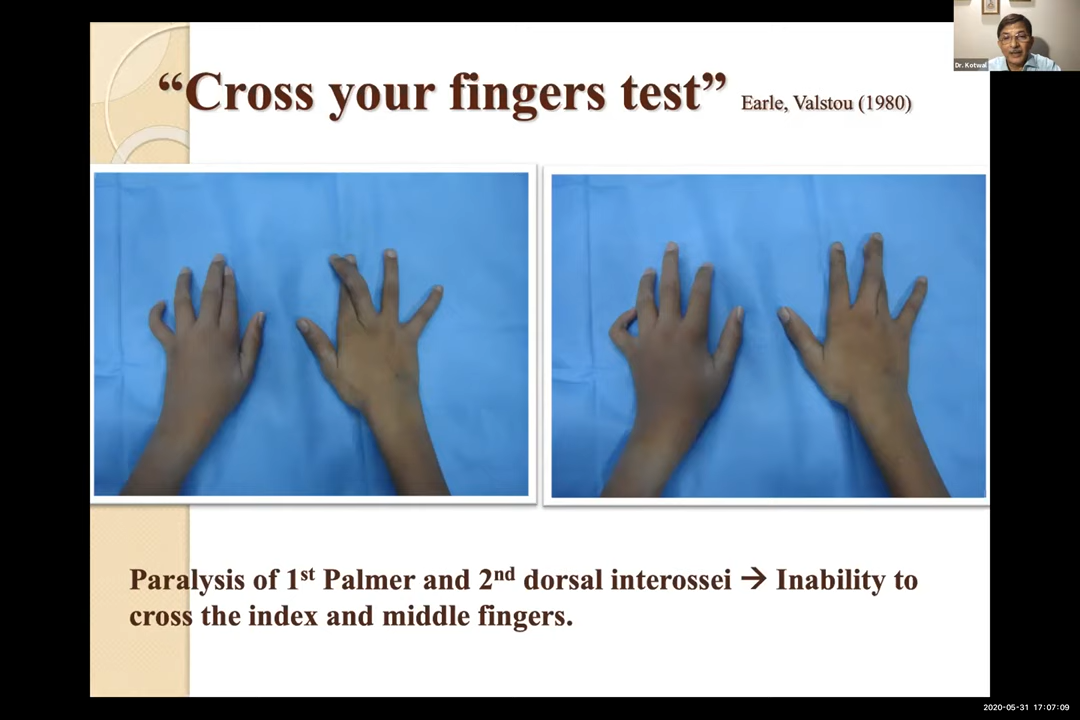 “Cross your fingers test” Earle, Valstou (1980)
Dr. Kotwal
Paralysis of 1st Palmer and 2nd dorsal interossei → Inability to
cross the index and middle fingers.
2020-05-31 17:07:09